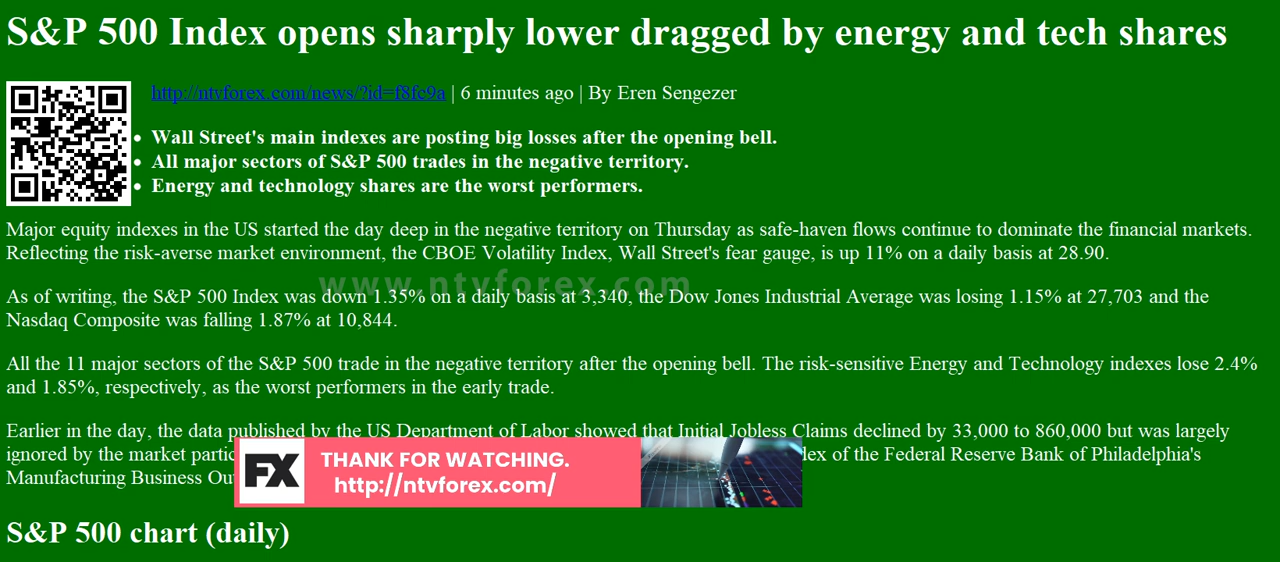 S&P 500 Index opens sharply lower dragged by energy and tech shares
http://ntvforex.com/news/?id=f8fc9a | 6 minutes ago | By Eren Sengezer
• Wall Street's main indexes are posting big losses after the opening bell.
• All major sectors of S&P 500 trades in the negative territory.
• Energy and technology shares are the worst performers.
Major equity indexes in the US started the day deep in the negative territory on Thursday as safe-haven flows continue to dominate the financial markets.
Reflecting the risk-averse market environment, the CBOE Volatility Index, Wall Street's fear gauge, is up 11% on a daily basis at 28.90.
www.ntvforex.com
As of writing, the S&P 500 Index was down 1.35% on a daily basis at 3,340, the Dow Jones Industrial Average was losing 1.15% at 27,703 and the
Nasdaq Composite was falling 1.87% at 10,844.
All the 11 major sectors of the S&P 500 trade in the negative territory after the opening bell. The risk-sensitive Energy and Technology indexes lose 2.4%
and 1.85%, respectively, as the worst performers in the early trade.
Earlier in the day, the data published by the US Department of Labor showed that Initial Jobless Claims declined by 33,000 to 860,000 but was largely
ignored by the market of the Federal Reserve Bank of Philadelphia's
Manufacturing Business
FX
THANK FOR WATCHING.
http://ntvforex.com/
S&P 500 chart (daily)